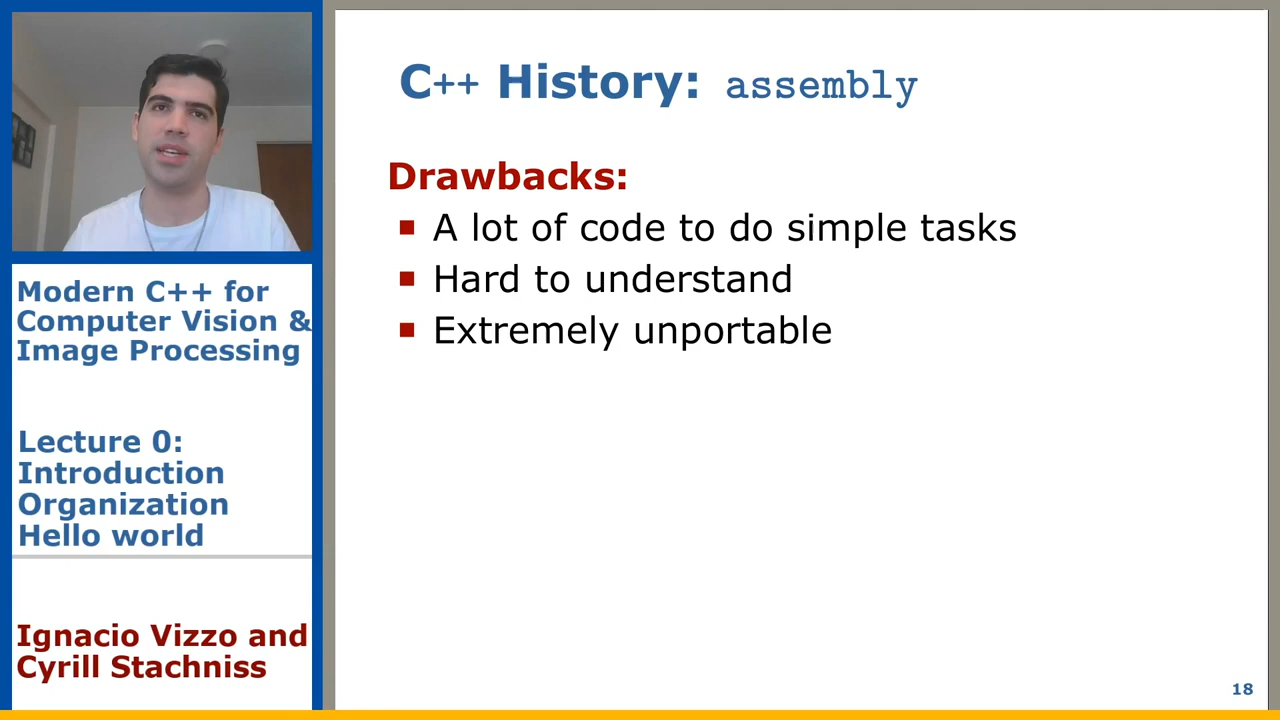 C++ History: assembly
Drawbacks:
A lot of code to do simple tasks
Hard to understand
Extremely unportable
Modern C++ for
Computer Vision &
Image Processing
Lecture 0:
Introduction
Organization
Hello world
Ignacio Vizzo and
Cyrill Stachniss
18